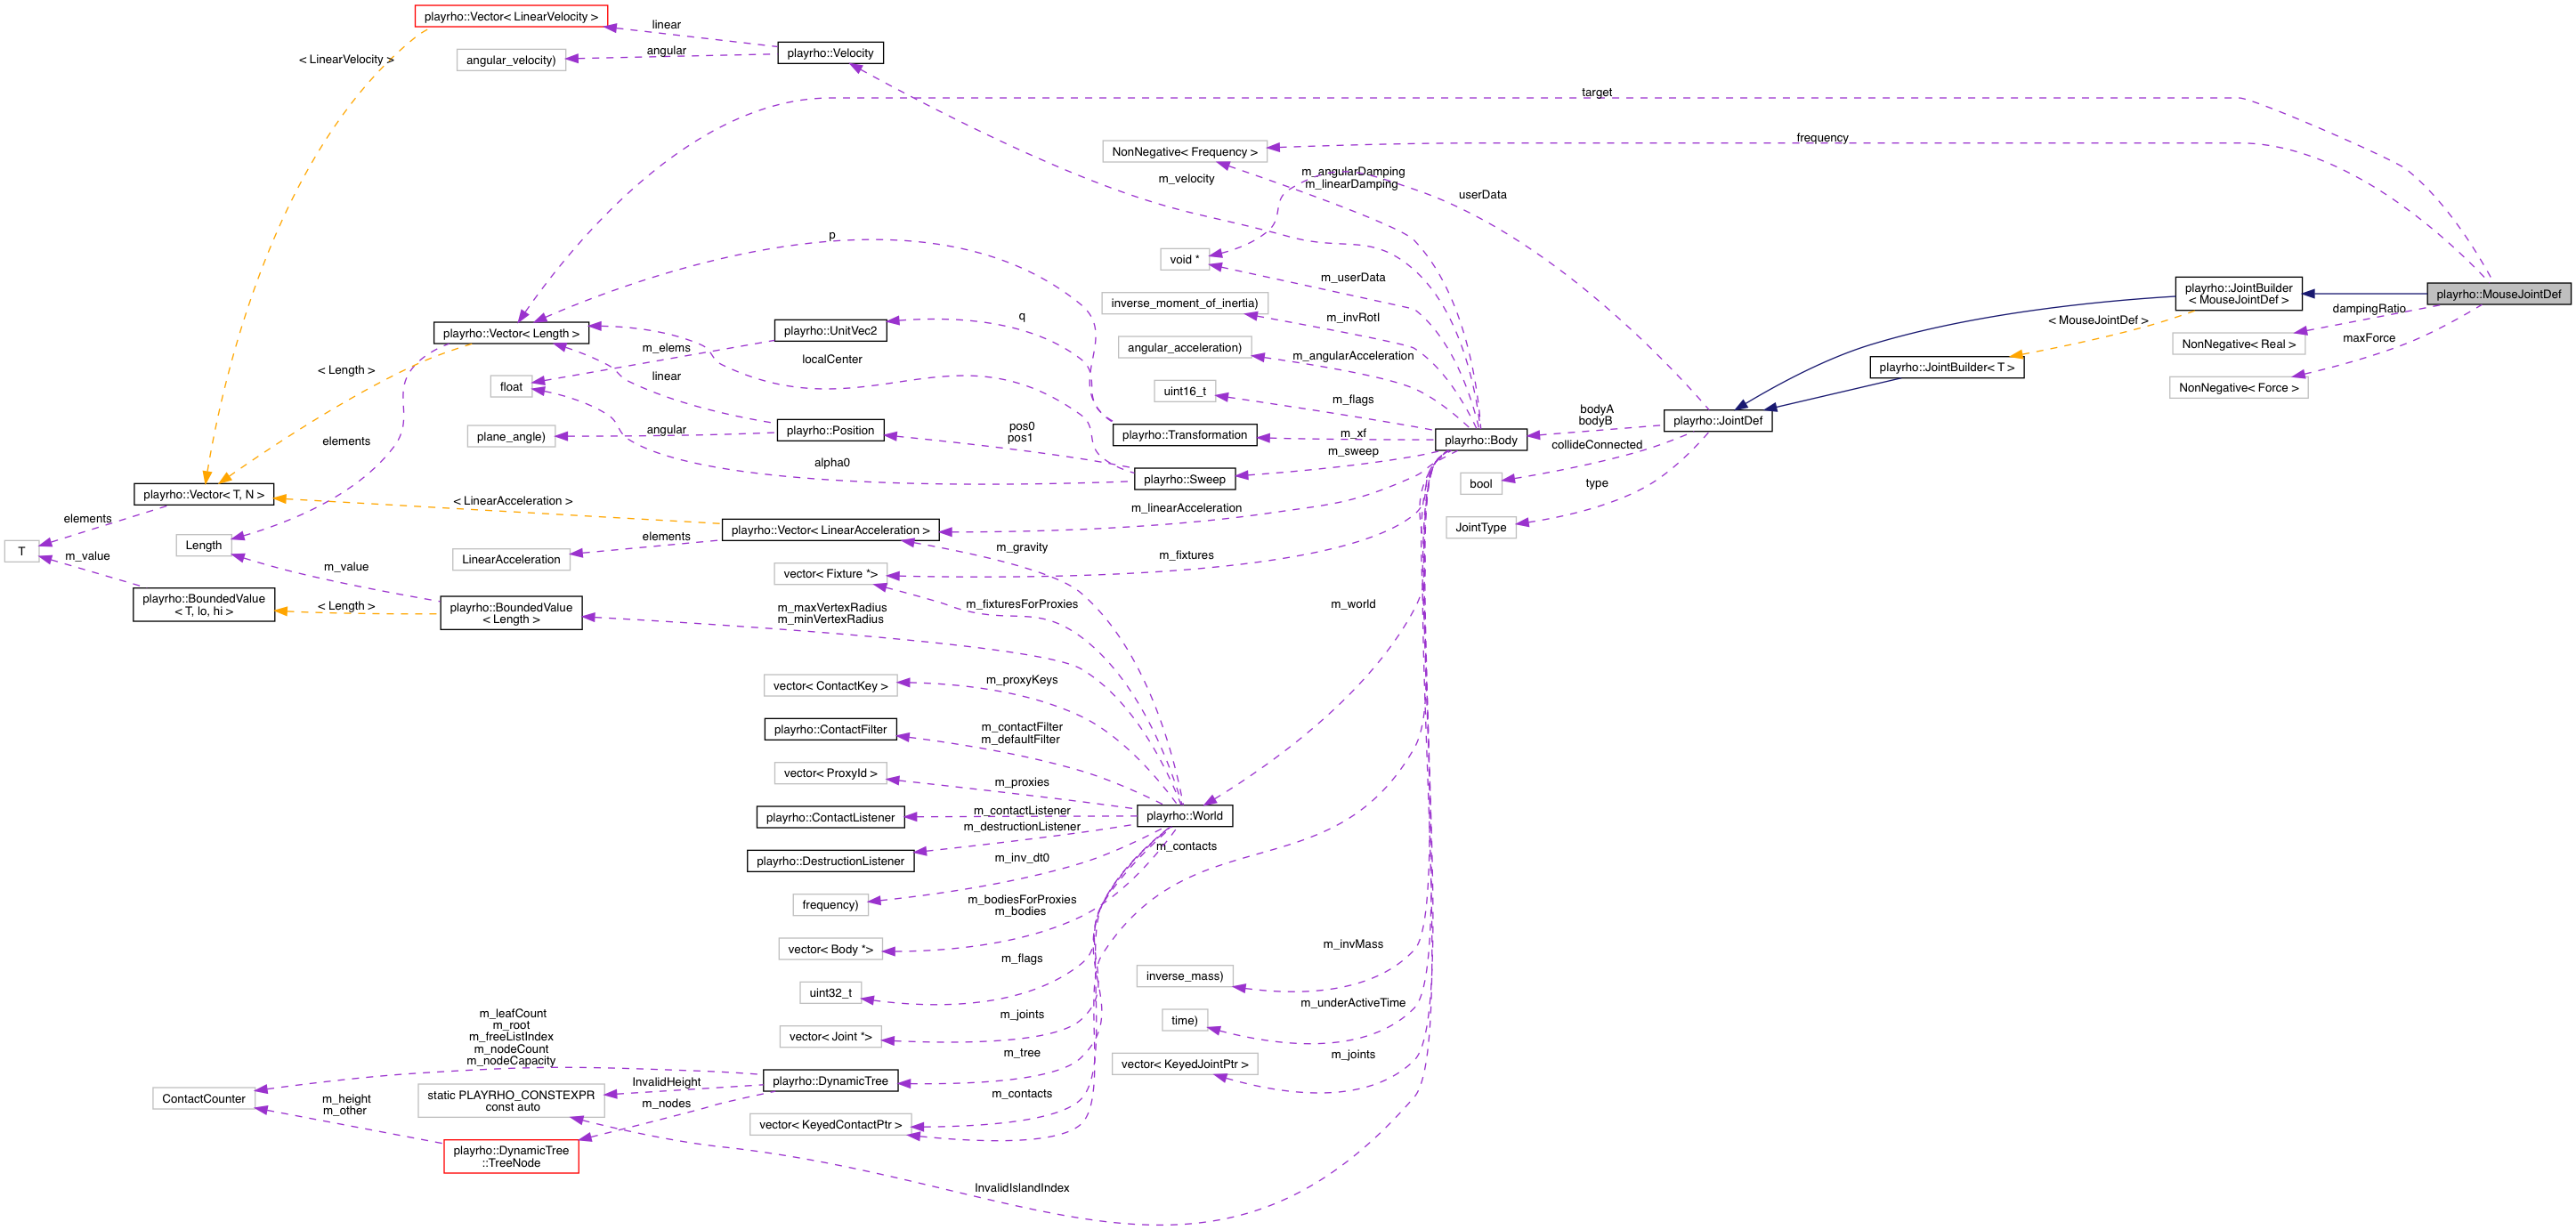 playrho::Vector< LinearVelocity >
linear
angular_velocity)
angular
playrho::Velocity
< LinearVelocity >
target
NonNegative< Frequency >
frequency
m_velocity
m_angularDamping
m_linearDamping
userData
p
void *
m_userData
inverse_moment_of_inertia)
m_invRotI
playrho::JointBuilder
< MouseJointDef >
playrho::MouseJointDef
dampingRatio
< MouseJointDef >
NonNegative< Real >
maxForce
NonNegative< Force >
playrho::JointBuilder< T >
playrho::Vector< Length >
playrho::UnitVec2
q
m_elems
localCenter
angular_acceleration)
m_angularAcceleration
< Length >
linear
float
uint16_t
m_flags
elements
plane_angle)
angular
playrho::Position
pos0
pos1
playrho::Transformation
m_xf
playrho::Body
bodyA
bodyB
playrho::JointDef
collideConnected
m_sweep
alpha0
playrho::Sweep
bool
type
JointType
playrho::Vector< T, N >
< LinearAcceleration >
m_linearAcceleration
elements
playrho::Vector< LinearAcceleration >
T
m_value
Length
LinearAcceleration
elements
m_gravity
m_fixtures
m_value
vector< Fixture *>
playrho::BoundedValue
< T, lo, hi >
< Length >
playrho::BoundedValue
< Length >
m_maxVertexRadius
m_minVertexRadius
m_fixturesForProxies
m_world
vector< ContactKey >
m_proxyKeys
playrho::ContactFilter
m_contactFilter
m_defaultFilter
vector< ProxyId >
m_proxies
playrho::ContactListener
m_contactListener
playrho::World
m_destructionListener
playrho::DestructionListener
m_inv_dt0
m_contacts
frequency)
m_bodiesForProxies
m_bodies
vector< Body *>
m_flags
uint32_t
inverse_mass)
m_invMass
m_underActiveTime
time)
m_joints
vector< Joint *>
m_joints
vector< KeyedJointPtr >
m_leafCount
m_root
m_freeListIndex
m_nodeCount
m_nodeCapacity
m_tree
playrho::DynamicTree
InvalidHeight
ContactCounter
static PLAYRHO_CONSTEXPR
const auto
m_height
m_other
m_nodes
m_contacts
vector< KeyedContactPtr >
playrho::DynamicTree
::TreeNode
InvalidIslandIndex